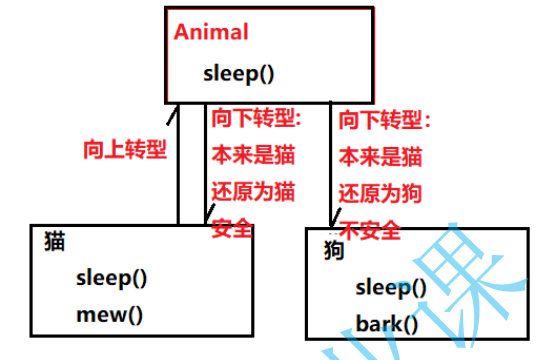 Animal
sleep()
向上转型
向下转型:
本来是猫
还原为猫
安全
向下转型:
本来是猫
还原为狗
不安全
猫
sleep()
mew()
狗
sleep()
bark()
业课